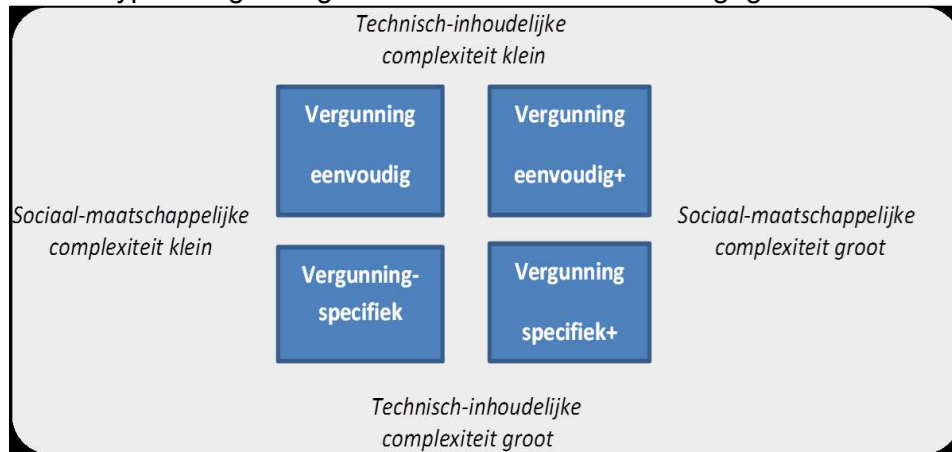 Technisch-inhoudelijke
complexiteit klein
Vergunning
eenvoudig
Vergunning
eenvoudig+
Sociaal-maatschappelijke
complexiteit klein
Sociaal-maatschappelijke
complexiteit groot
Vergunning-
specifiek
Vergunning
specifiek+
Technisch-inhoudelijke
complexiteit groot